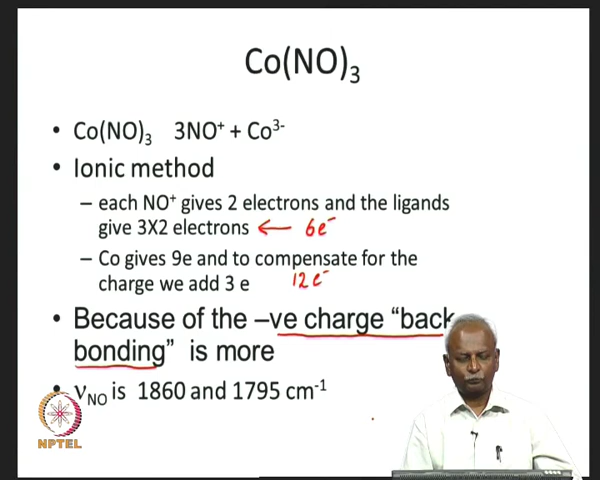 Co(NO)₃
• Co(NO)₃ 3NO⁺ + Co³⁻
• Ionic method
– each NO⁺ gives 2 electrons and the ligands
give 3X2 electrons ← 6e⁻
– Co gives 9e and to compensate for the
charge we add 3 e 12e⁻
• Because of the –ve charge “back
bonding” is more
• νNO is 1860 and 1795 cm⁻¹
NPTEL